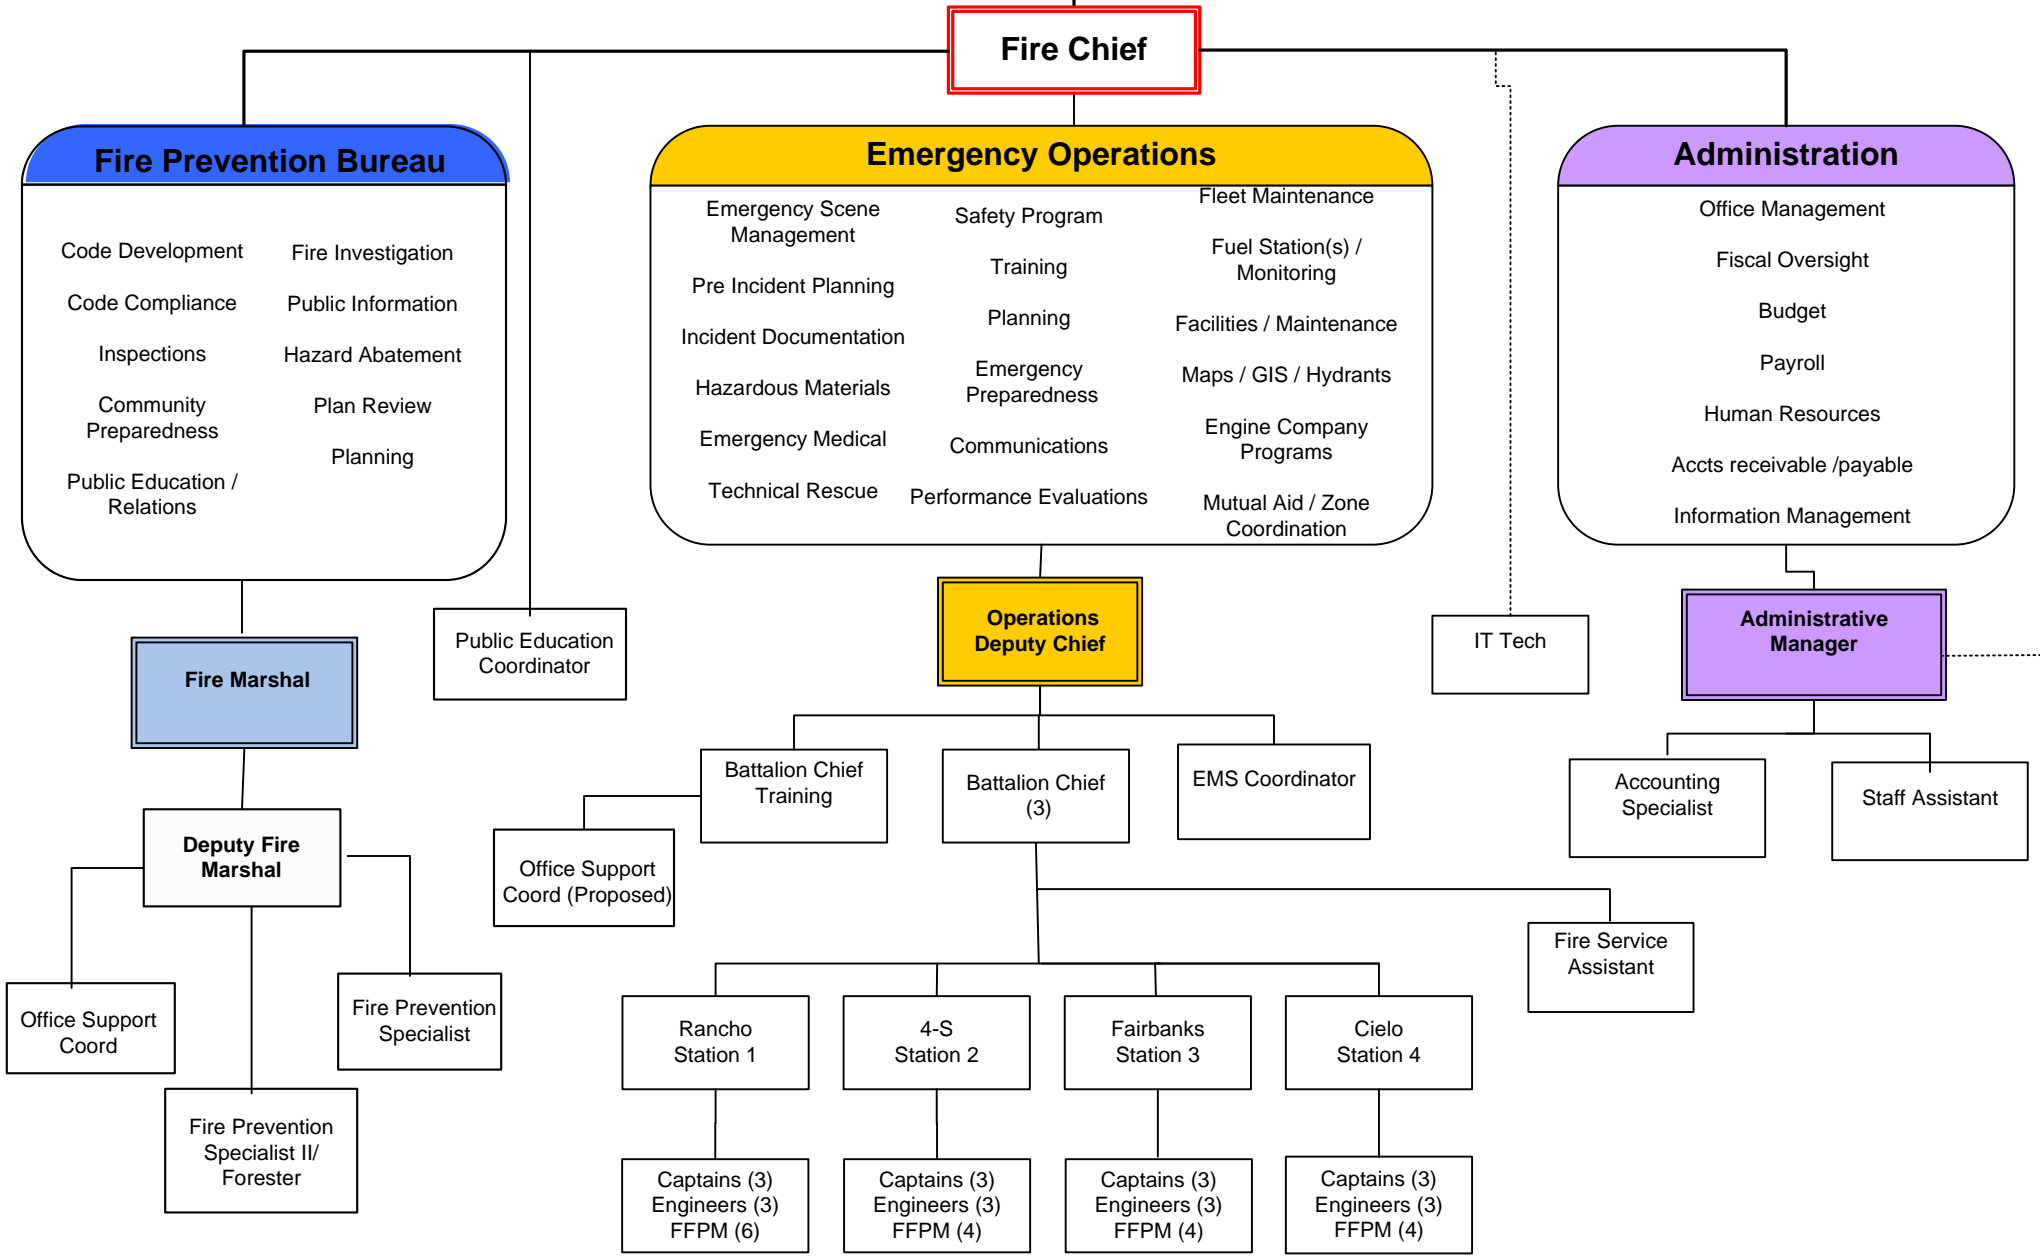 Fire Chief
Fire Prevention Bureau
Code Development
Code Compliance
Inspections
Community
Preparedness
Public Education /
Relations
Fire Investigation
Public Information
Hazard Abatement
Plan Review
Planning
Emergency Operations
Emergency Scene
Management
Pre Incident Planning
Incident Documentation
Hazardous Materials
Emergency Medical
Technical Rescue
Safety Program
Training
Planning
Emergency
Preparedness
Communications
Performance Evaluations
Fleet Maintenance
Fuel Station(s) /
Monitoring
Facilities / Maintenance
Maps / GIS / Hydrants
Engine Company
Programs
Mutual Aid / Zone
Coordination
Administration
Office Management
Fiscal Oversight
Budget
Payroll
Human Resources
Accts receivable /payable
Information Management
Fire Marshal
Public Education
Coordinator
Operations
Deputy Chief
IT Tech
Administrative
Manager
Deputy Fire
Marshal
Battalion Chief
Training
Battalion Chief
(3)
EMS Coordinator
Accounting
Specialist
Staff Assistant
Office Support
Coord (Proposed)
Fire Service
Assistant
Office Support
Coord
Fire Prevention
Specialist
Fire Prevention
Specialist II/
Forester
Rancho
Station 1
4-S
Station 2
Fairbanks
Station 3
Cielo
Station 4
Captains (3)
Engineers (3)
FFPM (6)
Captains (3)
Engineers (3)
FFPM (4)
Captains (3)
Engineers (3)
FFPM (4)
Captains (3)
Engineers (3)
FFPM (4)